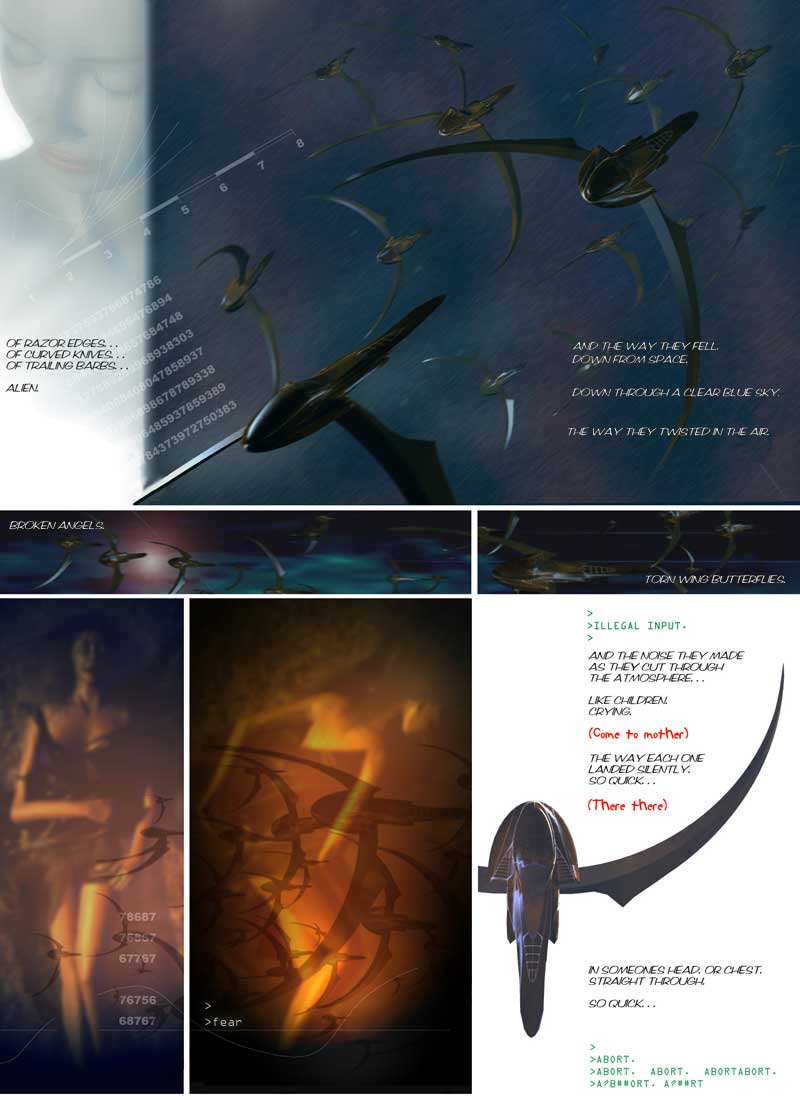 1
2
3
4
5
6
7
8
OF RAZOR EDGES. . .
OF CURVED KNIVES. . .
OF TRAILING BARBS. . .
ALIEN.
AND THE WAY THEY FELL.
DOWN FROM SPACE.
DOWN THROUGH A CLEAR BLUE SKY.
THE WAY THEY TWISTED IN THE AIR.
BROKEN ANGELS.
TORN WING BUTTERFLIES.
78687
67767
76756
68767
>
>fear
>
>ILLEGAL INPUT.
>
AND THE NOISE THEY MADE
AS THEY CUT THROUGH
THE ATMOSPHERE. . .
LIKE CHILDREN.
CRYING.
(Come to mother)
THE WAY EACH ONE
LANDED SILENTLY.
SO QUICK. . .
(There there)
IN SOMEONES HEAD. OR CHEST.
STRAIGHT THROUGH.
SO QUICK. . .
>
>ABORT.
>ABORT. ABORT. ABORTABORT.
>A?B##ORT. A?##RT